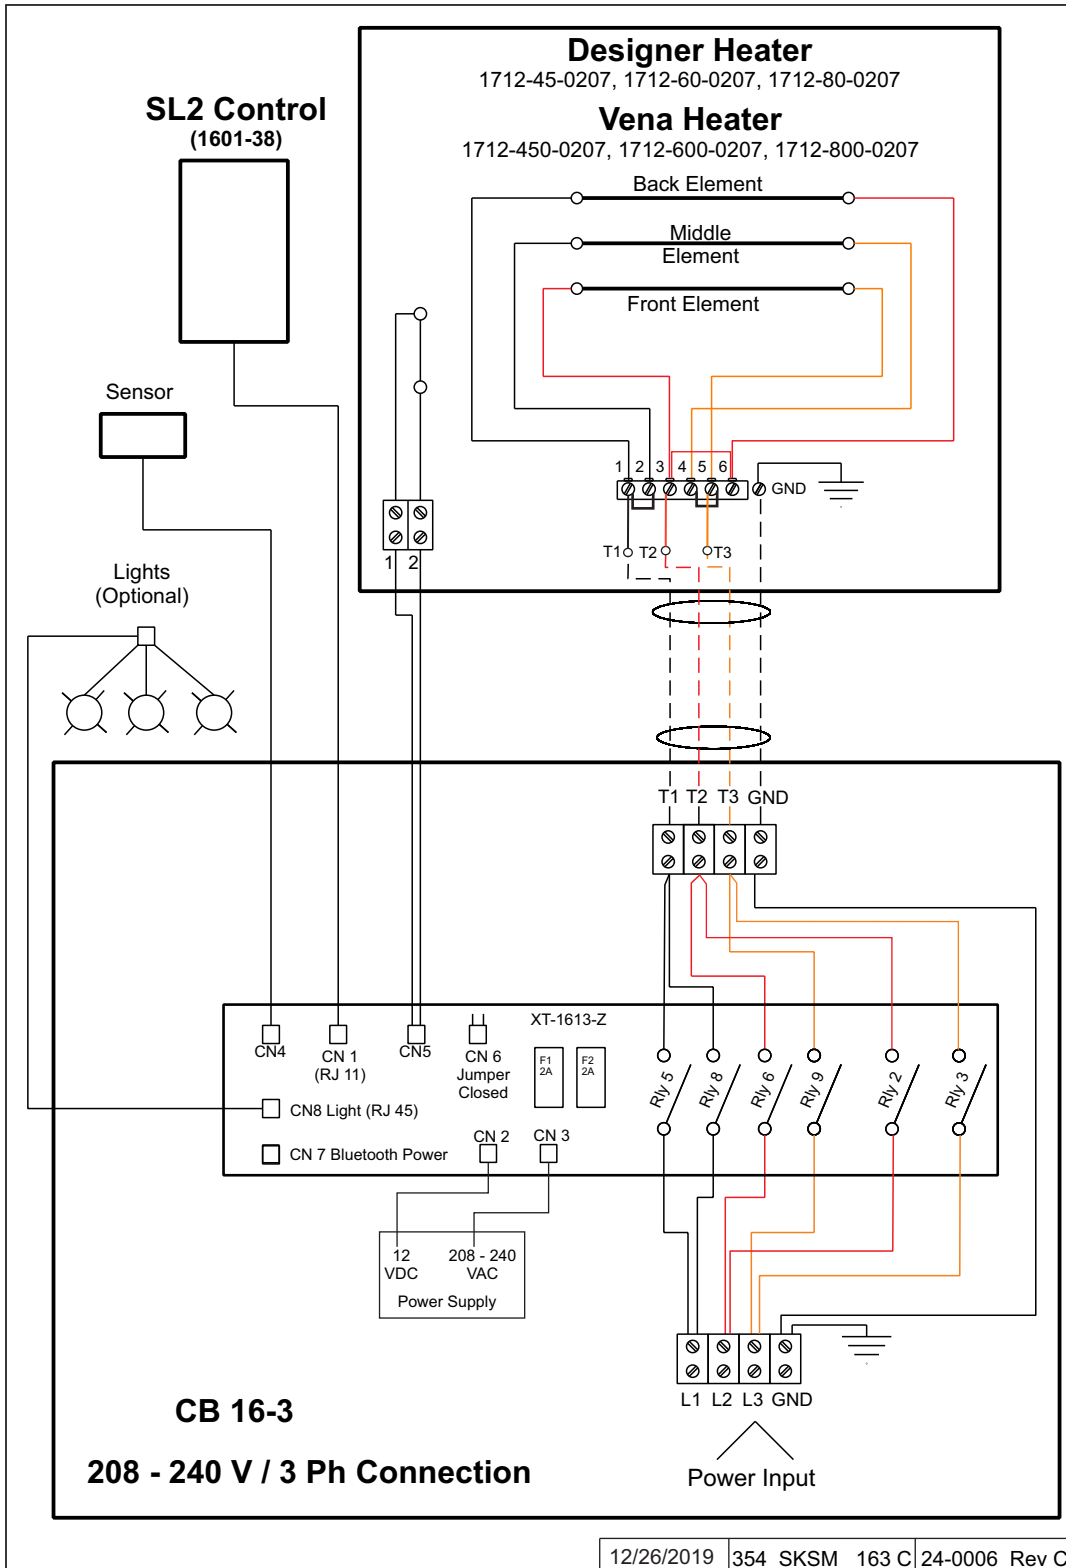 Designer Heater
1712-45-0207, 1712-60-0207, 1712-80-0207
Vena Heater
1712-450-0207, 1712-600-0207, 1712-800-0207
SL2 Control
(1601-38)
Back Element
Middle
Element
Front Element
Sensor
1 2 3 4 5 6
GND
T1 T2 T3
1 2
Lights
(Optional)
T1 T2 T3 GND
XT-1613-Z
CN4
CN 1
(RJ 11)
CN5
CN 6
Jumper
Closed
F1
2A
F2
2A
Rly 5
Rly 8
Rly 6
Rly 9
Rly 2
Rly 3
CN8 Light (RJ 45)
CN 7 Bluetooth Power
CN 2
CN 3
12
VDC
208 - 240
VAC
Power Supply
L1 L2 L3 GND
Power Input
CB 16-3
208 - 240 V / 3 Ph Connection
12/26/2019 354 SKSM 163 C 24-0006 Rev C